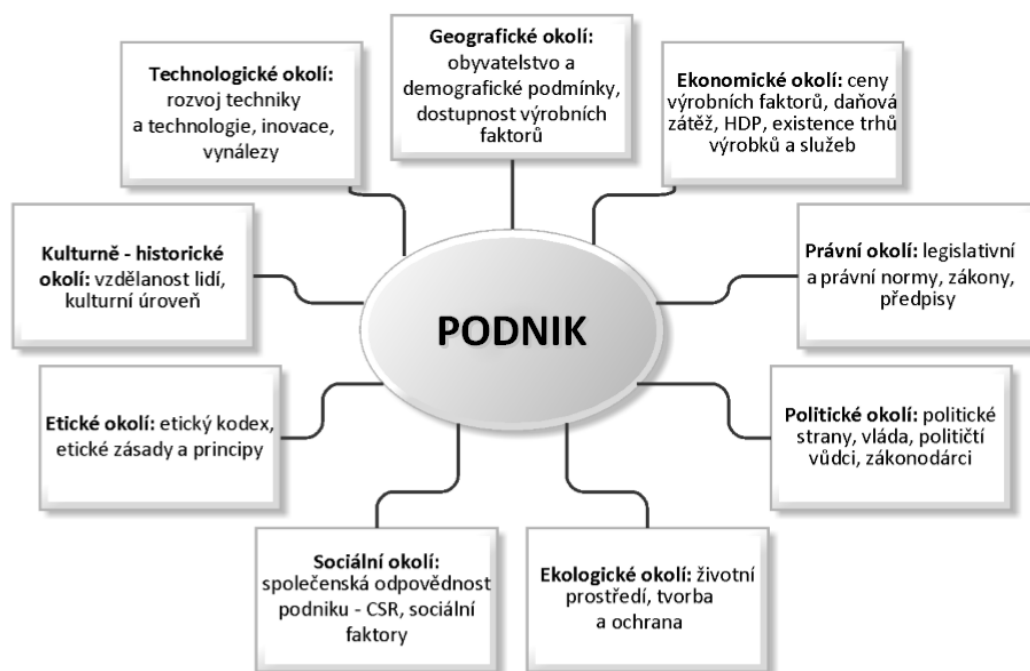 Geografické okolí:
obyvatelstvo a
demografické podmínky,
dostupnost výrobních
faktorů
Technologické okolí:
rozvoj techniky
a technologie, inovace,
vynálezy
Ekonomické okolí: ceny
výrobních faktorů, daňová
zátěž, HDP, existence trhů
výrobků a služeb
Kulturně - historické
okolí: vzdělanost lidí,
kulturní úroveň
Právní okolí: legislativní
a právní normy, zákony,
předpisy
PODNIK
Etické okolí: etický kodex,
etické zásady a principy
Politické okolí: politické
strany, vláda, političtí
vůdci, zákonodárci
Sociální okolí:
společenská odpovědnost
podniku - CSR, sociální
faktory
Ekologické okolí: životní
prostředí, tvorba
a ochrana